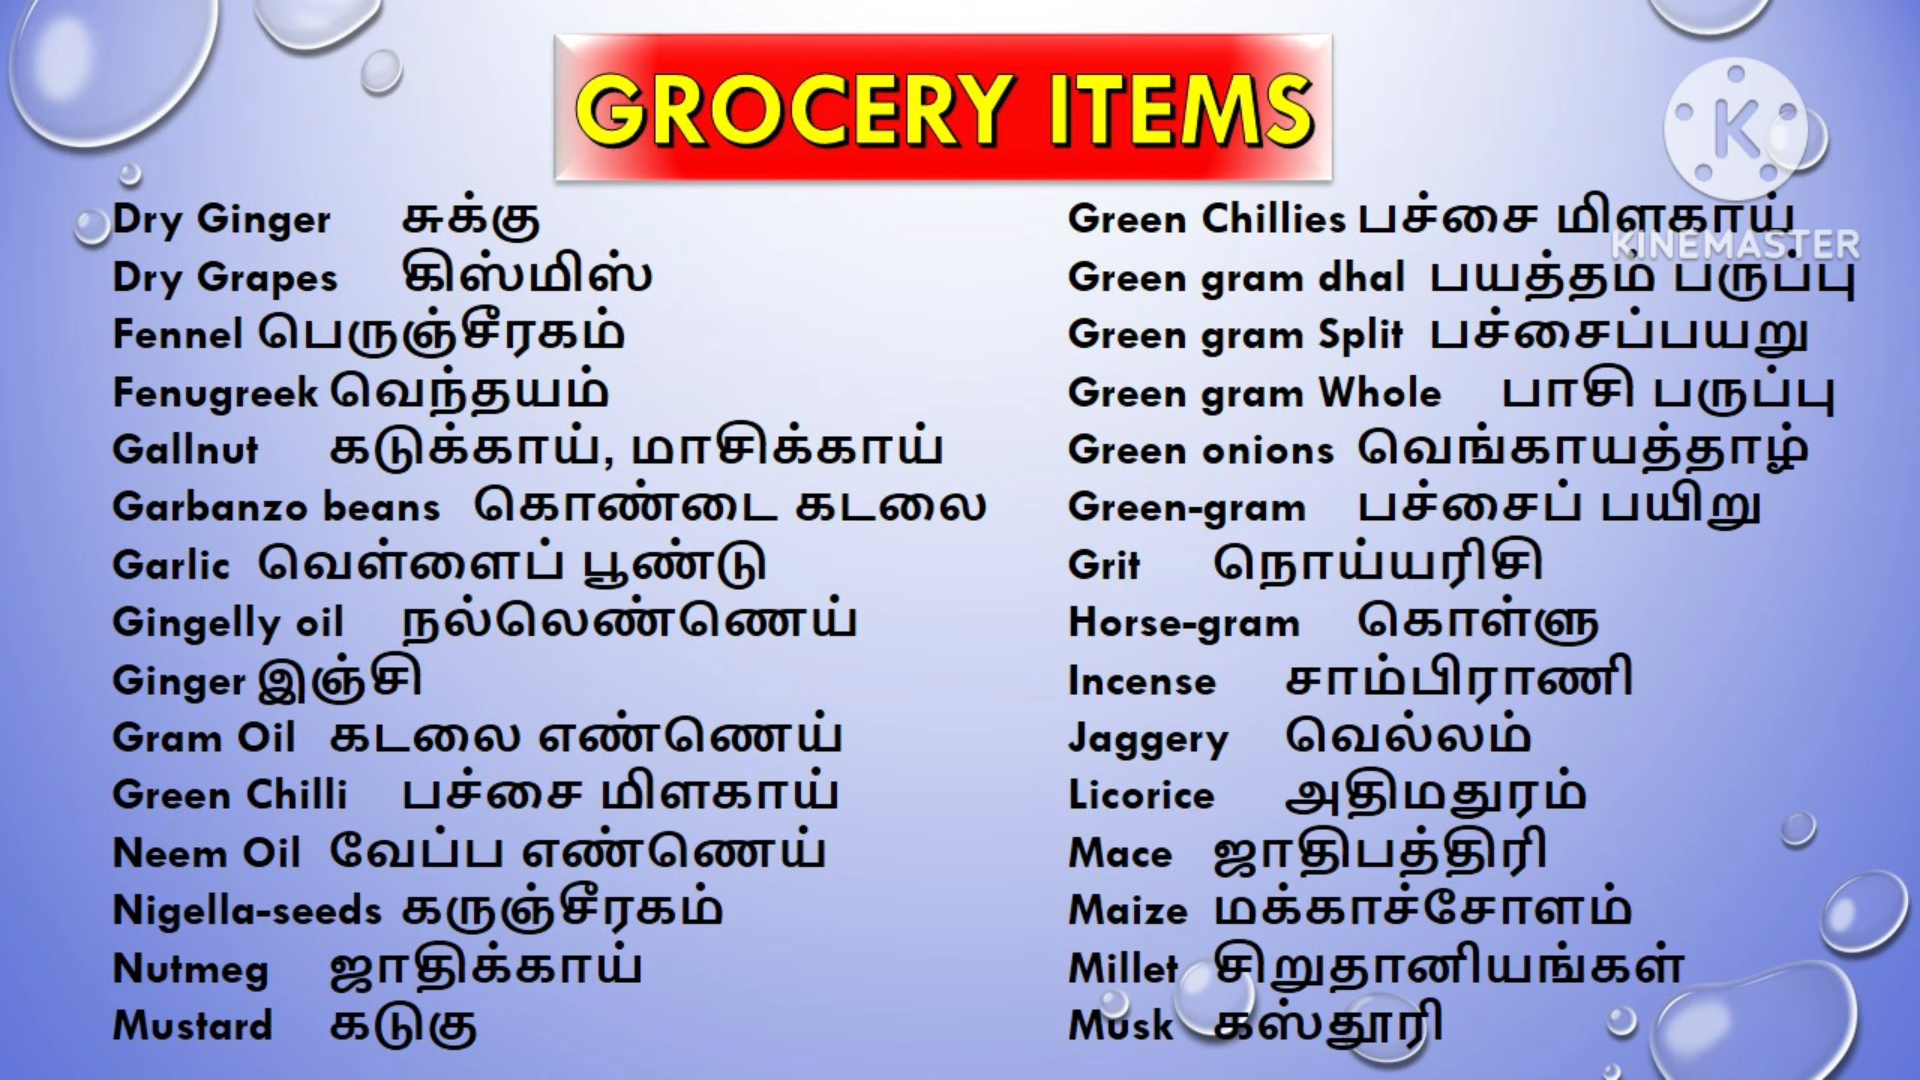 GROCERY ITEMS
K
KINEMASTER
Dry Ginger சுக்கு
Dry Grapes கிஸ்மிஸ்
Fennel பெருஞ்சீரகம்
Fenugreek வெந்தயம்
Gallnut கடுக்காய், மாசிக்காய்
Garbanzo beans கொண்டை கடலை
Garlic வெள்ளைப் பூண்டு
Gingelly oil நல்லெண்ணெய்
Ginger இஞ்சி
Gram Oil கடலை எண்ணெய்
Green Chilli பச்சை மிளகாய்
Neem Oil வேப்ப எண்ணெய்
Nigella-seeds கருஞ்சீரகம்
Nutmeg ஜாதிக்காய்
Mustard கடுகு
Green Chillies பச்சை மிளகாய்
Green gram dhal பயத்தம் பருப்பு
Green gram Split பச்சைப்பயறு
Green gram Whole பாசி பருப்பு
Green onions வெங்காயத்தாழ்
Green-gram பச்சைப் பயிறு
Grit நொய்யரிசி
Horse-gram கொள்ளு
Incense சாம்பிராணி
Jaggery வெல்லம்
Licorice அதிமதுரம்
Mace ஜாதிபத்திரி
Maize மக்காச்சோளம்
Millet சிறுதானியங்கள்
Musk கஸ்தூரி